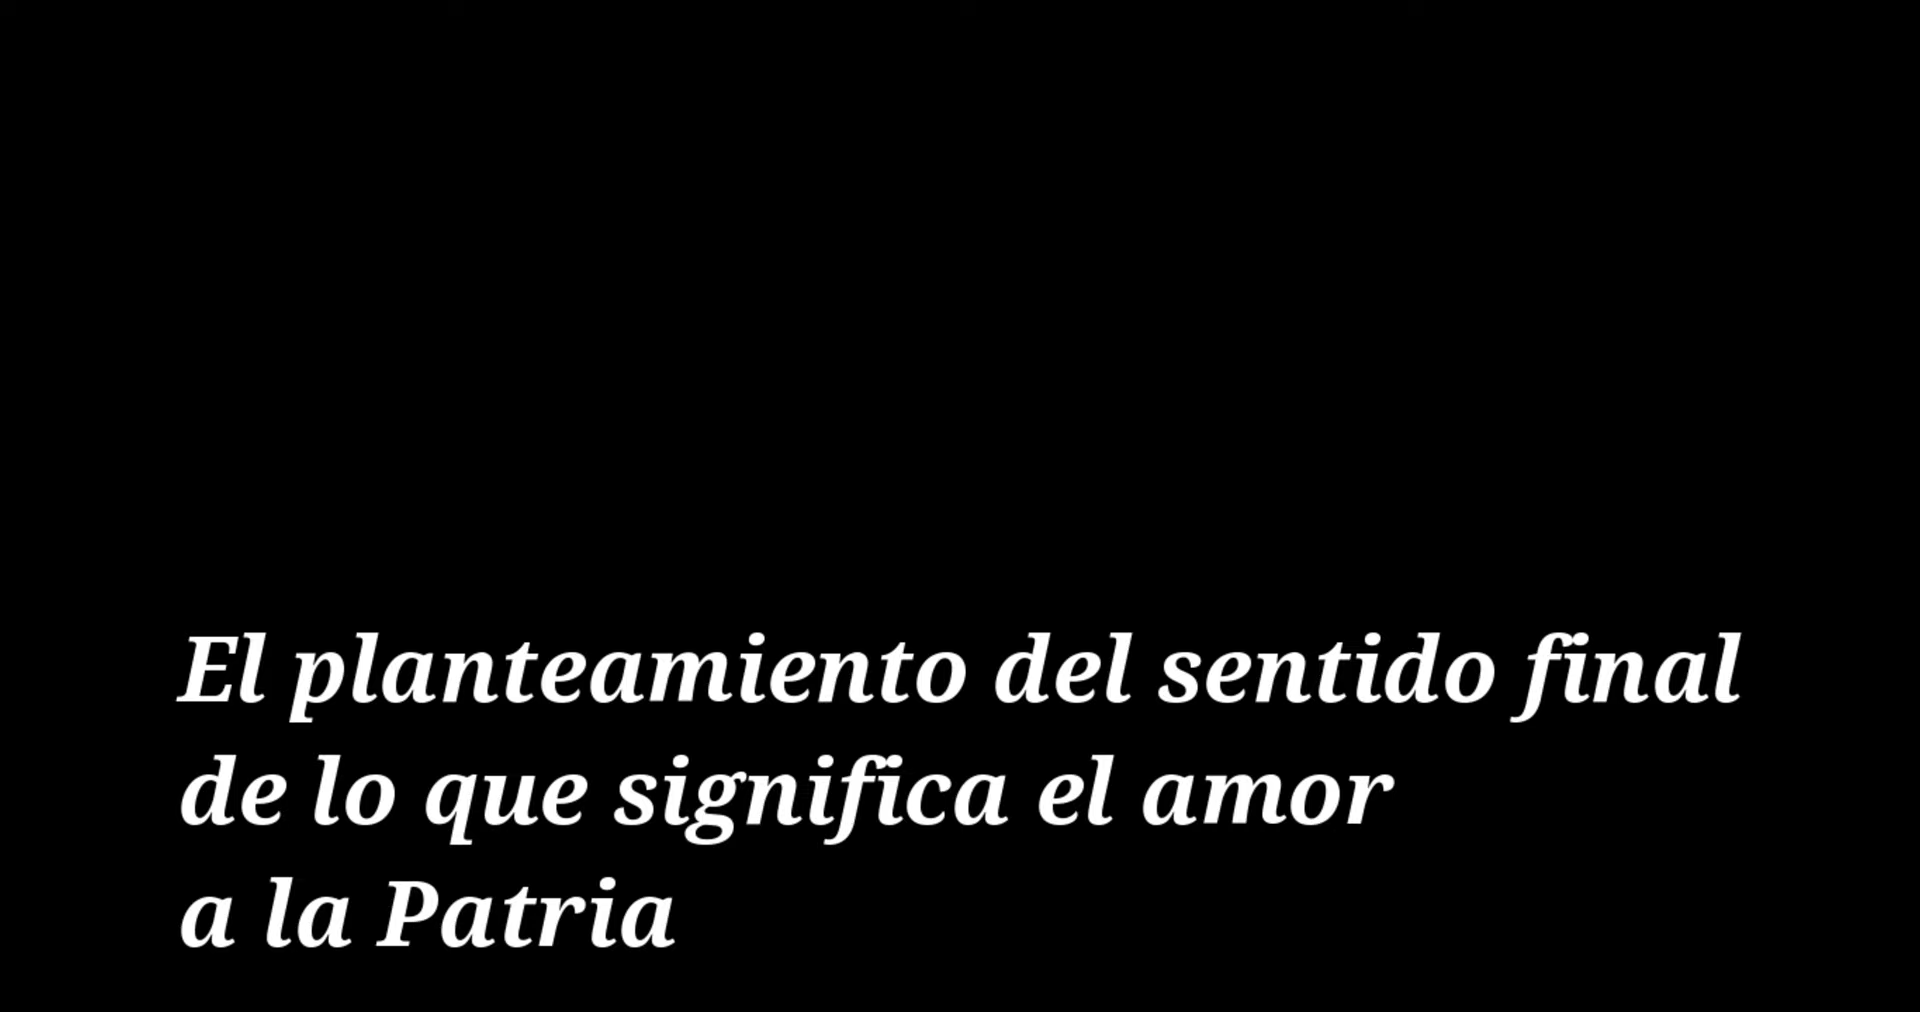 El planteamiento del sentido final
de lo que significa el amor
a la Patria